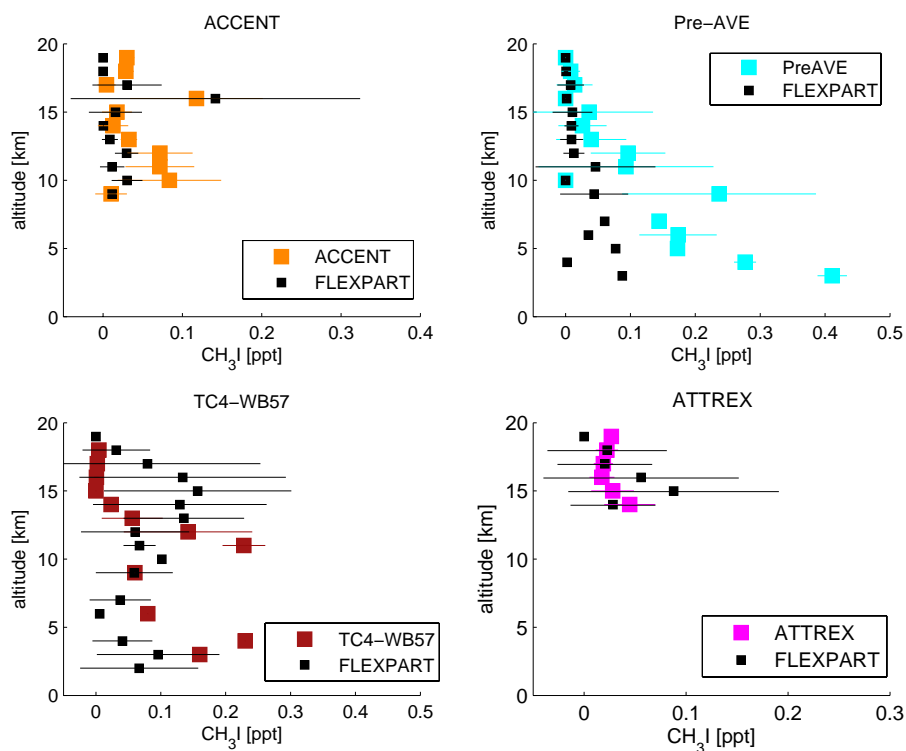 ACCENT
20
15
10
5
0
altitude [km]
0 0.1 0.2 0.3 0.4
CH3I [ppt]
ACCENT
FLEXPART
Pre−AVE
20
15
10
5
0
altitude [km]
0 0.1 0.2 0.3 0.4 0.5
CH3I [ppt]
PreAVE
FLEXPART
TC4−WB57
20
15
10
5
0
altitude [km]
0 0.1 0.2 0.3 0.4 0.5
CH3I [ppt]
TC4−WB57
FLEXPART
ATTREX
20
15
10
5
0
altitude [km]
0 0.1 0.2 0.3
CH3I [ppt]
ATTREX
FLEXPART